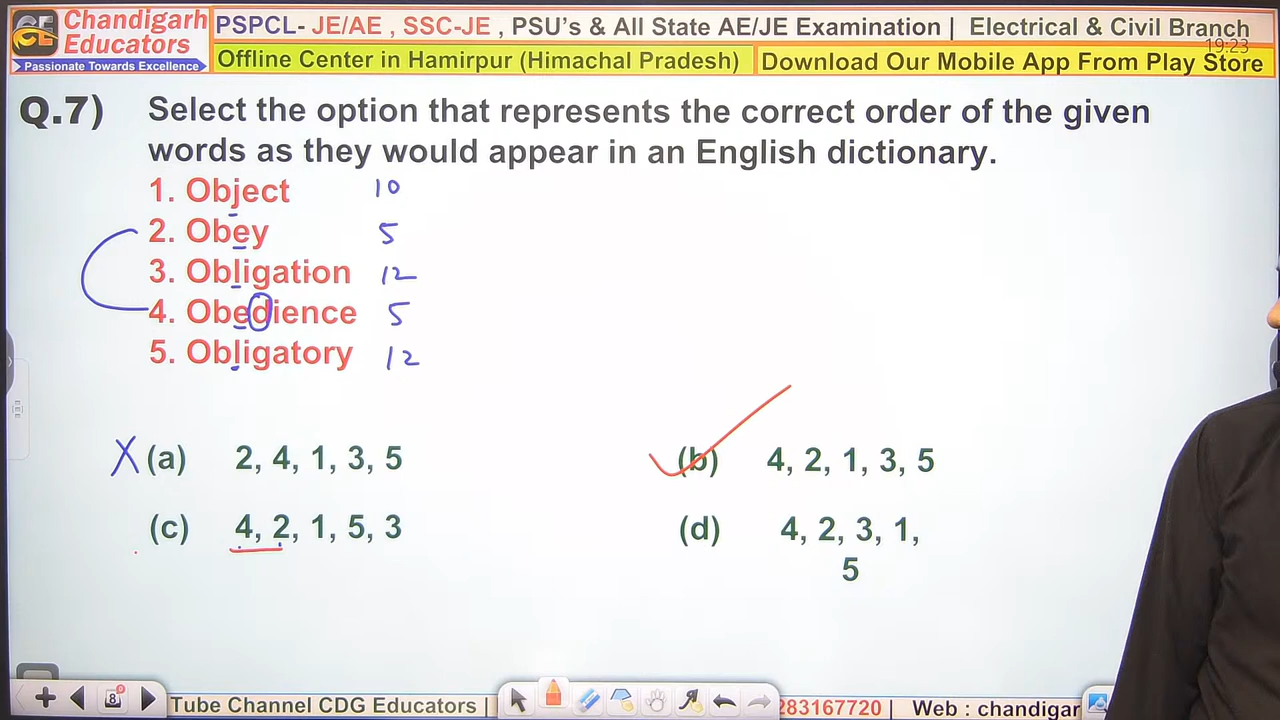 Chandigarh Educators
Passionate Towards Excellence
PSPCL- JE/AE , SSC-JE , PSU's & All State AE/JE Examination | Electrical & Civil Branch
19:23
Offline Center in Hamirpur (Himachal Pradesh)
Download Our Mobile App From Play Store
Q.7) Select the option that represents the correct order of the given
words as they would appear in an English dictionary.
1. Object 10
2. Obey 5
3. Obligation 12
4. Obedience 5
5. Obligatory 12
X (a) 2, 4, 1, 3, 5
(b) 4, 2, 1, 3, 5
(c) 4, 2, 1, 5, 3
(d) 4, 2, 3, 1,
5
8
Tube Channel CDG Educators |
283167720 | Web : chandigar